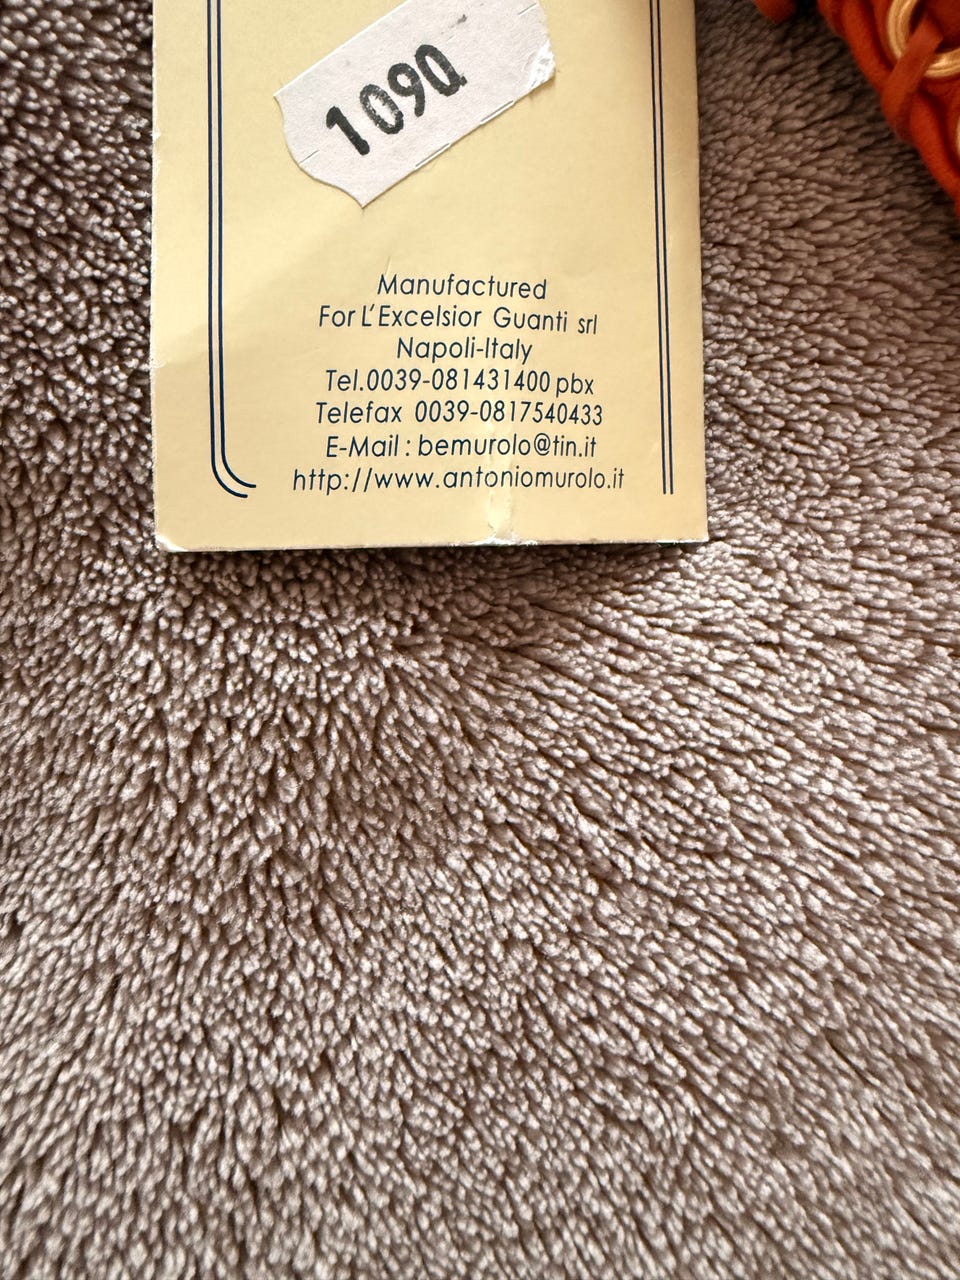 1090
Manufactured
For L'Excelsior Guanti srl
Napoli-Italy
Tel.0039-081431400 pbx
Telefax 0039-0817540433
E-Mail : bemurolo@tin.it
http://www.antoniomurolo.it